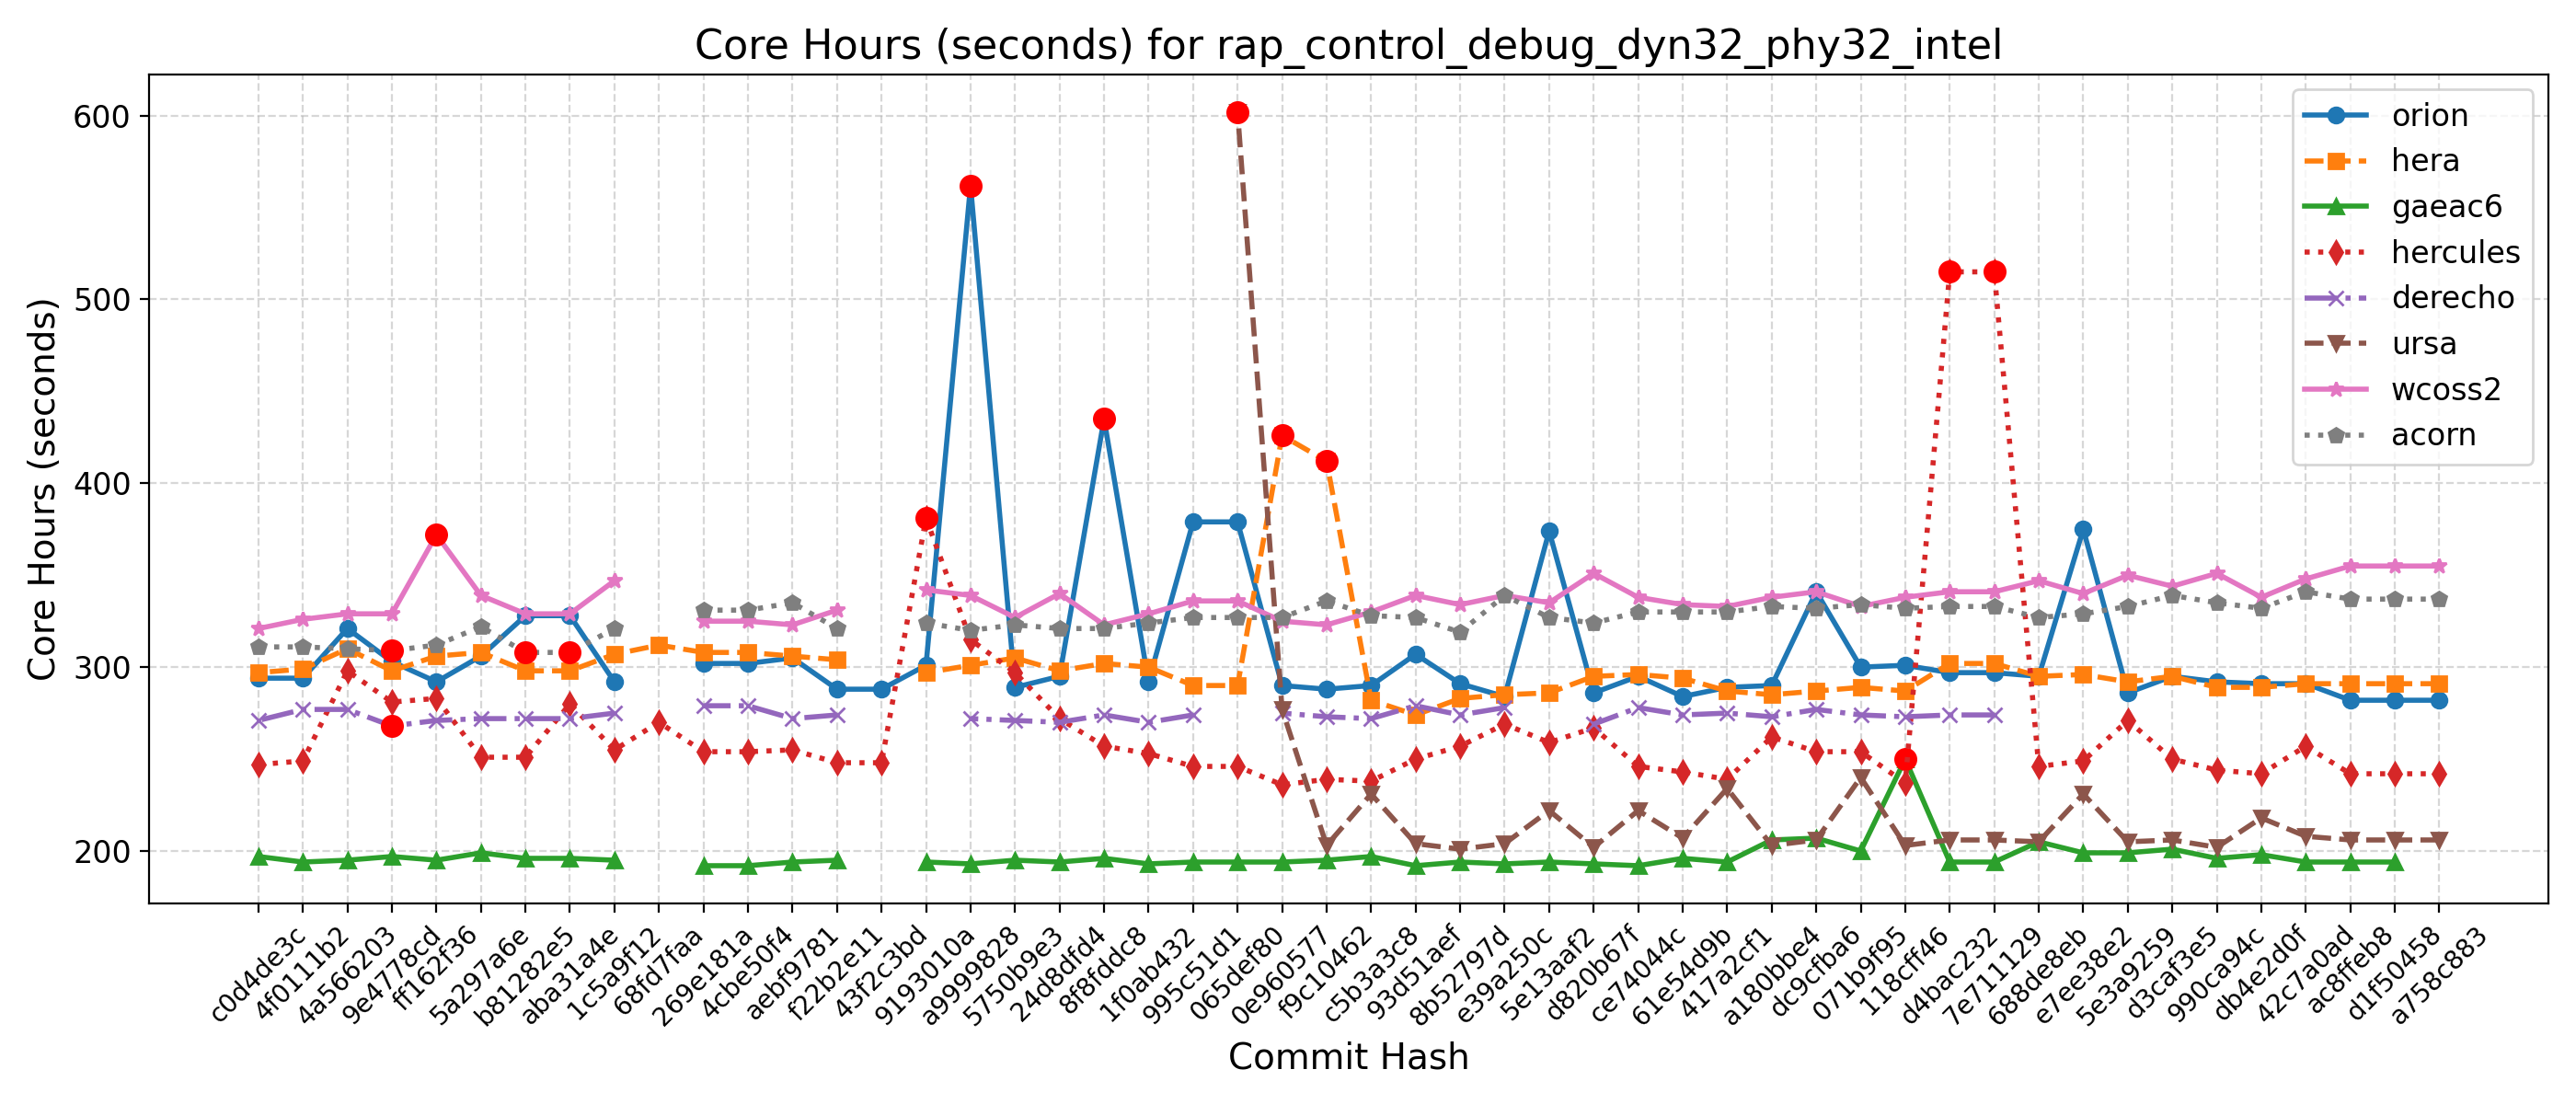 Core Hours (seconds) for rap_control_debug_dyn32_phy32_intel
Core Hours (seconds)
600
500
400
300
200
orion
hera
gaeac6
hercules
derecho
ursa
wcoss2
acorn
c0d4de3c
4f0111b2
4a566203
9e4778cd
ff162f36
5a297a6e
b81282e5
aba31a4e
1c5a9f12
68fd7faa
269e181a
4cbe50f4
aebf9781
f22b2e11
43f2c3bd
9193010a
a9999828
5750b9e3
24d8dfd4
8f8fddc8
1f0ab432
995c51d1
065def80
0e960577
f9c10462
c5b3a3c8
93d51aef
8b52797d
e39a250c
5e13aaf2
d820b67f
ce74044c
61e54d9b
417a2cf1
a180bbe4
dc9cfba6
071b9f95
118cff46
d4bac232
7e711129
688de8eb
e7ee38e2
5e3a9259
d3caf3e5
990ca94c
db4e2d0f
42c7a0ad
ac8ffeb8
d1f50458
a758c883
Commit Hash